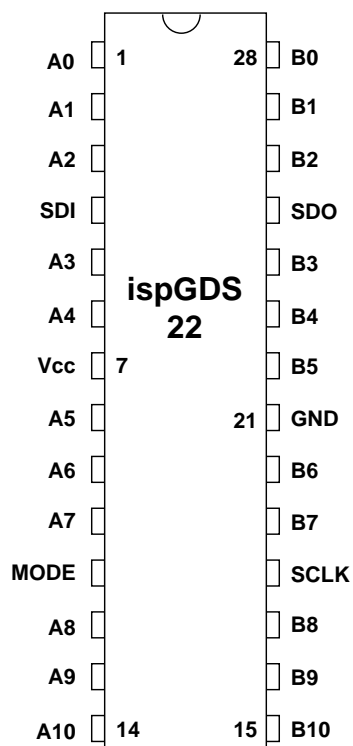 A0 1 28 B0
A1 B1
A2 B2
SDI SDO
A3 B3
ispGDS
A4 B4
22
Vcc 7 B5
A5 21 GND
A6 B6
A7 B7
MODE SCLK
A8 B8
A9 B9
A10 14 15 B10